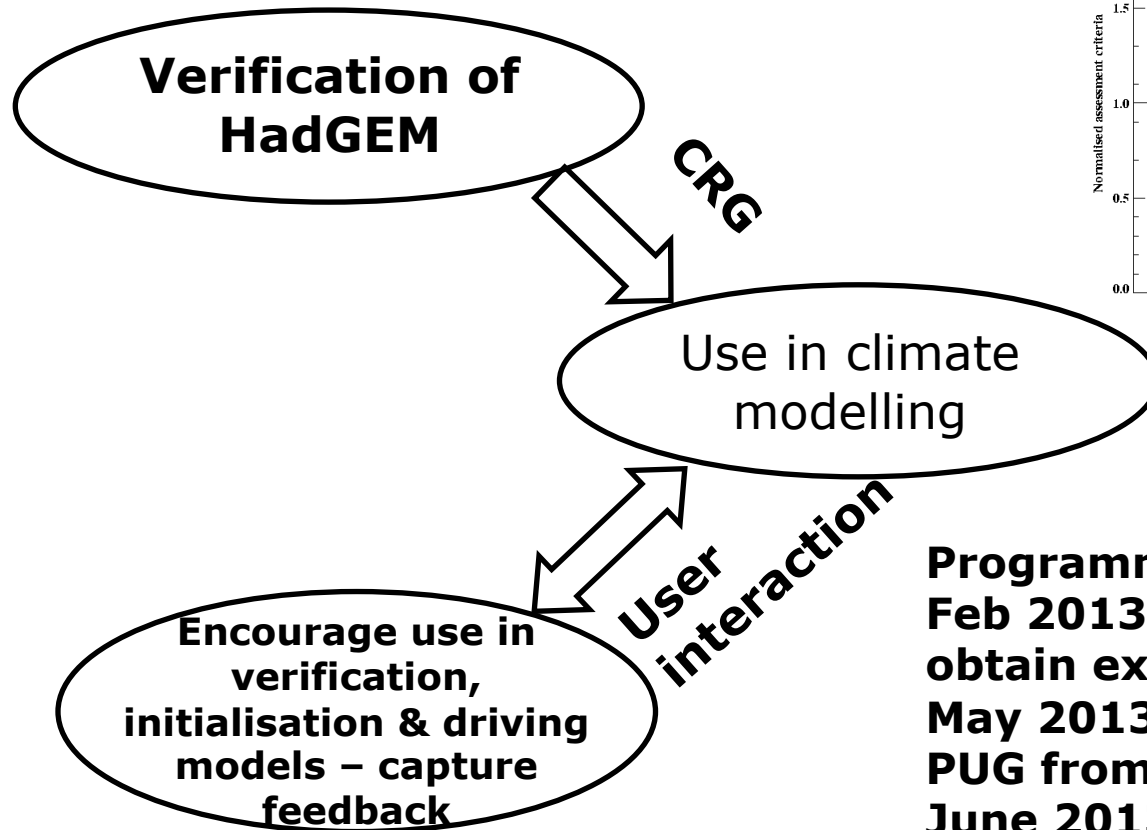 Verification of
HadGEM
CRG
Normalised assessment criteria
1.5
1.0
0.5
0.0
Use in climate
modelling
User
interaction
Encourage use in
verification,
initialisation & driving
models – capture
feedback
Feb 2013
obtain ex
May 2013
PUG from
June 201